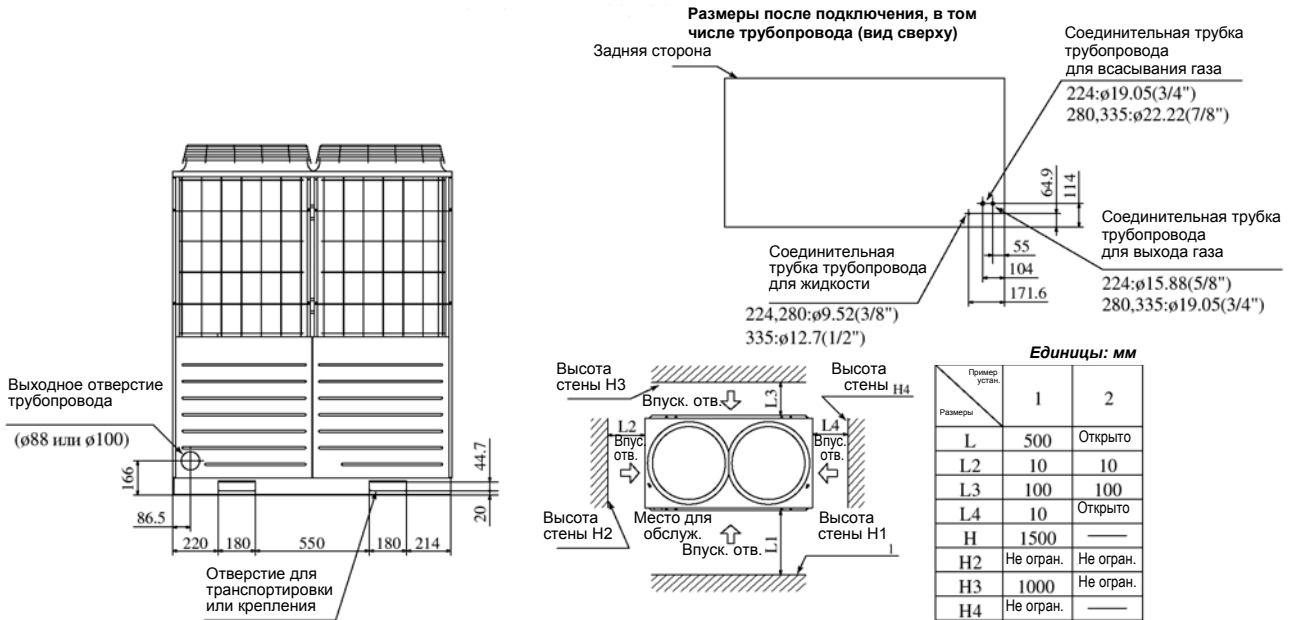 Размеры после подключения, в том
числе трубопровода (вид сверху)
Задняя сторона
Соединительная трубка
трубопровода
для всасывания газа
224:ø19.05(3/4")
280,335:ø22.22(7/8")
64.9
114
55
104
171.6
Соединительная трубка
трубопровода
для выхода газа
224:ø15.88(5/8")
280,335:ø19.05(3/4")
Соединительная
трубка трубопровода
для жидкости
224,280:ø9.52(3/8")
335:ø12.7(1/2")
Выходное отверстие
трубопровода
(ø88 или ø100)
166
86.5
44.7
20
220
180
550
180
214
Отверстие для
транспортировки
или крепления
Высота
стены H3
Впуск. отв.
L3
Высота
стены H4
L2
Впус.
отв.
L4
Впус.
отв.
Высота
стены H2
Место для
обслуж.
Впуск. отв.
L1
Высота
стены H1
1
Единицы: мм
Пример
устан.
Размеры
1 2
L 500 Открыто
L2 10 10
L3 100 100
L4 10 Открыто
H 1500 —
H2 Не огран. Не огран.
H3 1000 Не огран.
H4 Не огран. —